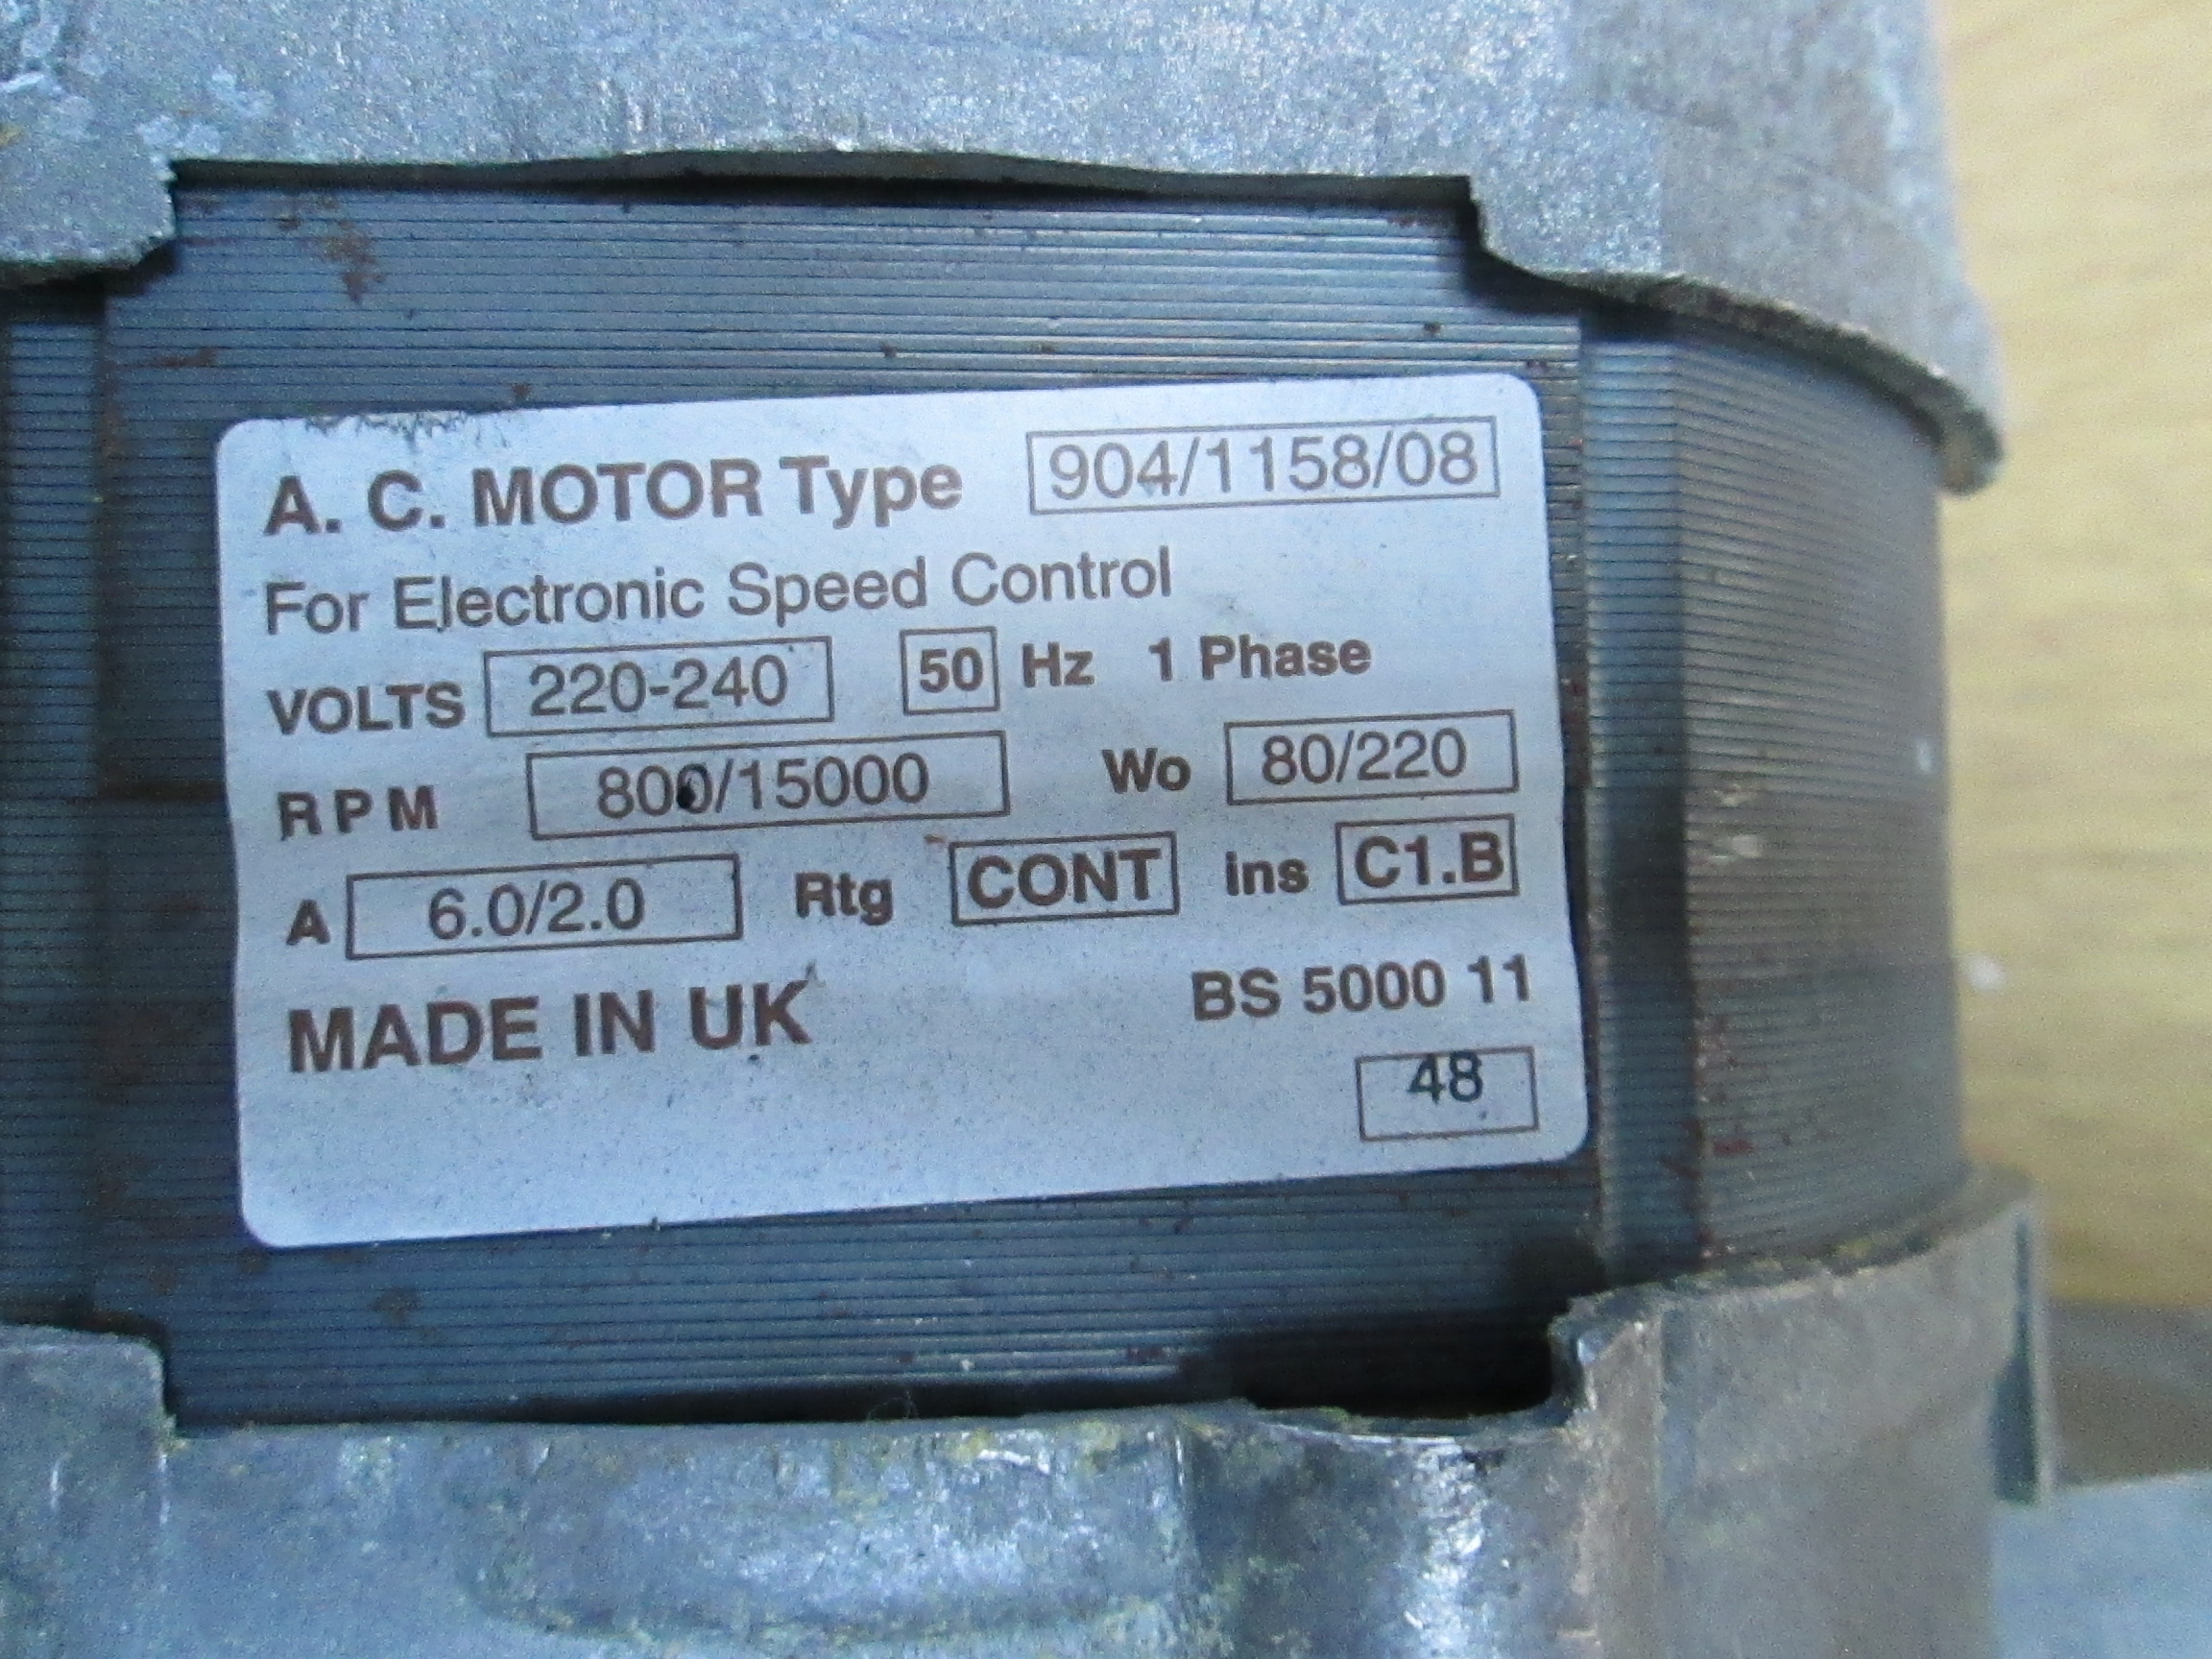 A. C. MOTOR Type 904/1158/08
For Electronic Speed Control
VOLTS 220-240 50 Hz 1 Phase
RPM 800/15000 Wo 80/220
A 6.0/2.0 Rtg CONT ins C1.B
MADE IN UK BS 5000 11
48